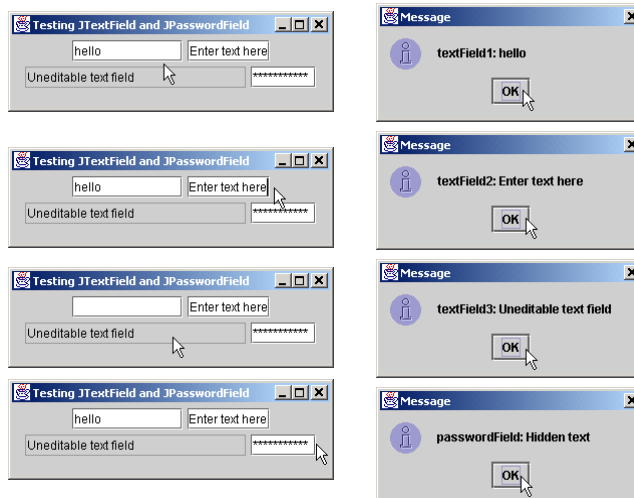 Testing JTextField and JPasswordField
hello Enter text here
Uneditable text field ***********
Message
textField1: hello
OK
Testing JTextField and JPasswordField
hello Enter text here
Uneditable text field ***********
Message
textField2: Enter text here
OK
Testing JTextField and JPasswordField
Enter text here
Uneditable text field ***********
Message
textField3: Uneditable text field
OK
Testing JTextField and JPasswordField
hello Enter text here
Uneditable text field ***********
Message
passwordField: Hidden text
OK